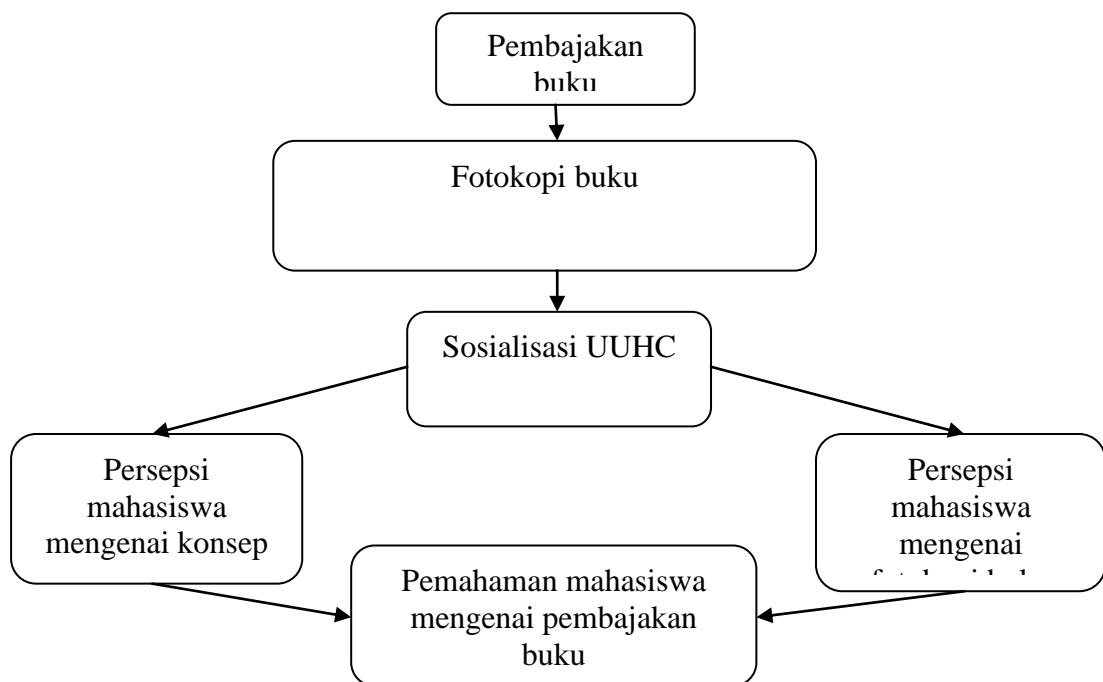 Pembajakan
buku
Fotokopi buku
Sosialisasi UUHC
Persepsi
mahasiswa
mengenai konsep
Persepsi
mahasiswa
mengenai
Pemahaman mahasiswa
mengenai pembajakan
buku